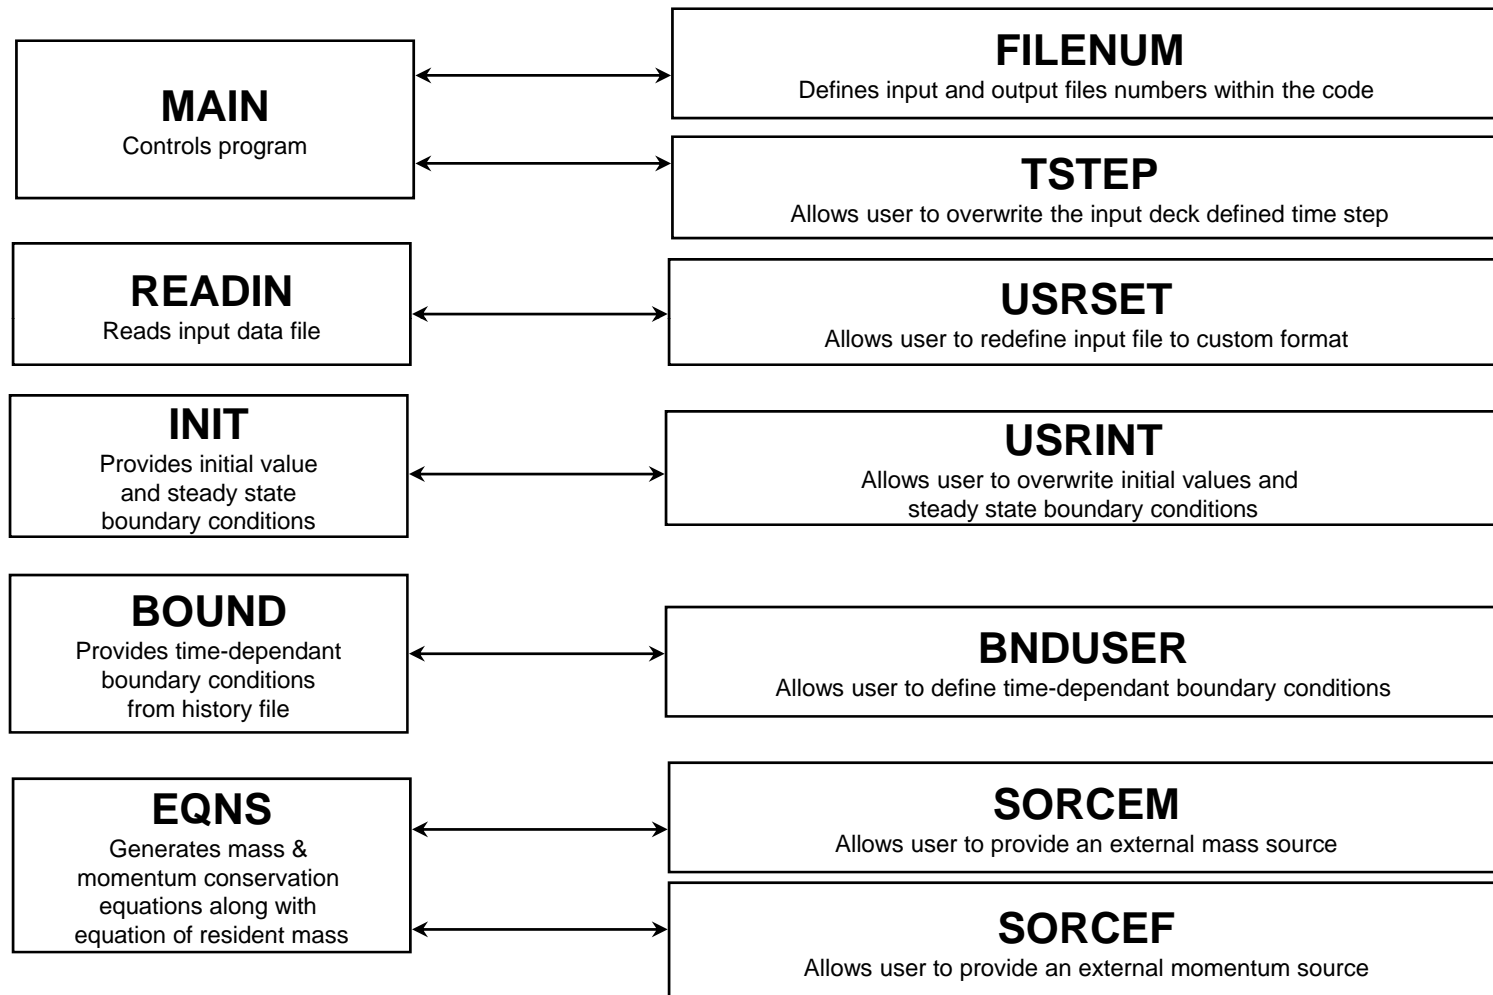 MAIN
Controls program
FILENUM
Defines input and output files numbers within the code
TSTEP
Allows user to overwrite the input deck defined time step
READIN
Reads input data file
USRSET
Allows user to redefine input file to custom format
INIT
Provides initial value
and steady state
boundary conditions
USRINT
Allows user to overwrite initial values and
steady state boundary conditions
BOUND
Provides time-dependant
boundary conditions
from history file
BNDUSER
Allows user to define time-dependant boundary conditions
EQNS
Generates mass &
momentum conservation
equations along with
equation of resident mass
SORCEM
Allows user to provide an external mass source
SORCEF
Allows user to provide an external momentum source